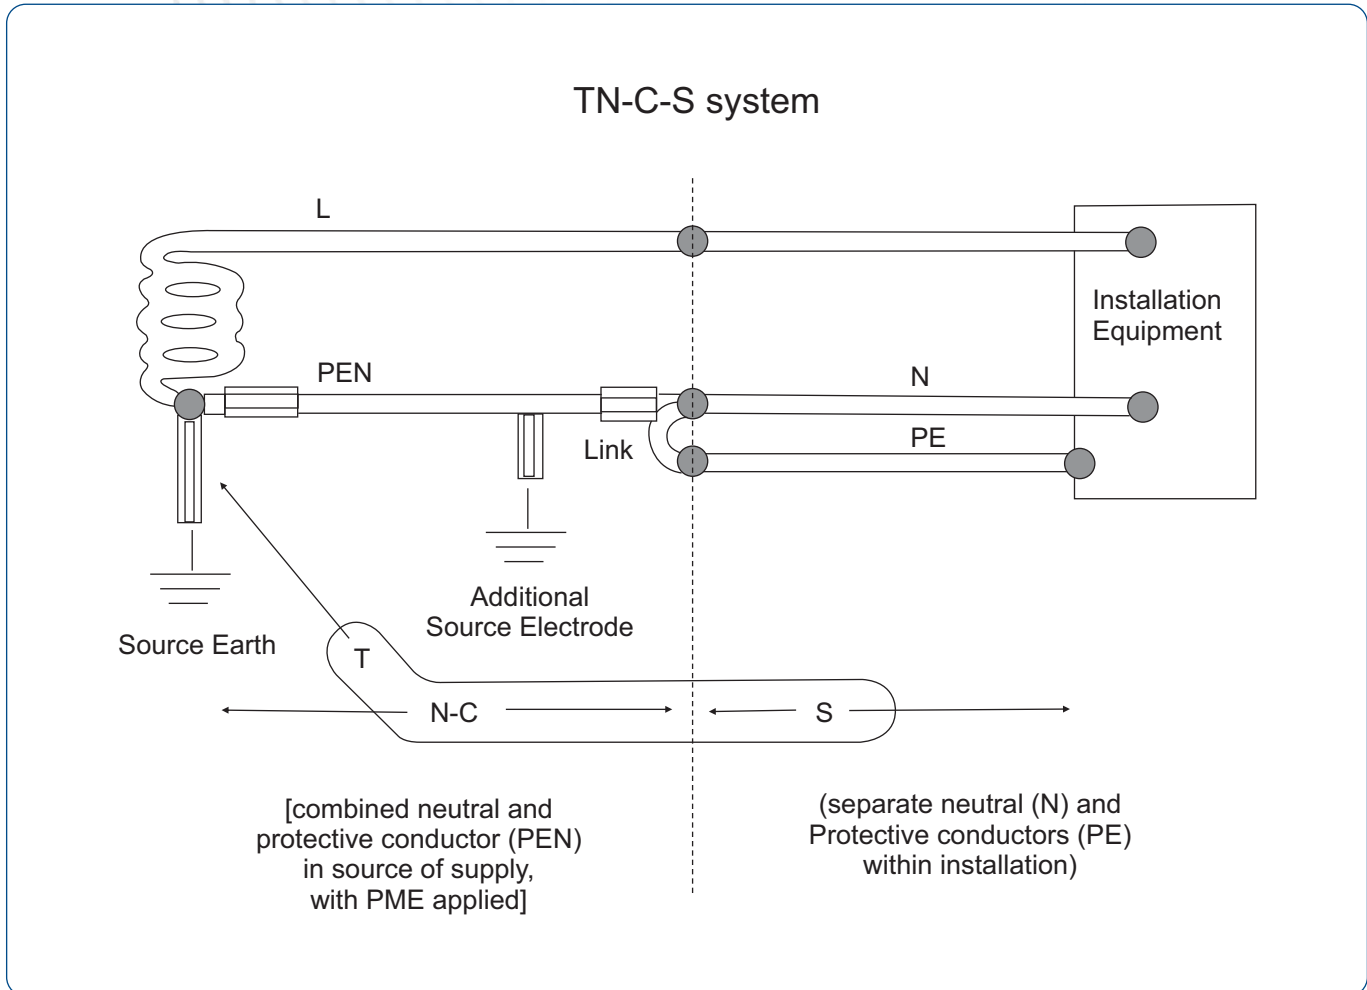 TN-C-S system
L
Installation
Equipment
PEN
N
Link
PE
Additional
Source Electrode
Source Earth
T
N-C
S
[combined neutral and
protective conductor (PEN)
in source of supply,
with PME applied]
(separate neutral (N) and
Protective conductors (PE)
within installation)